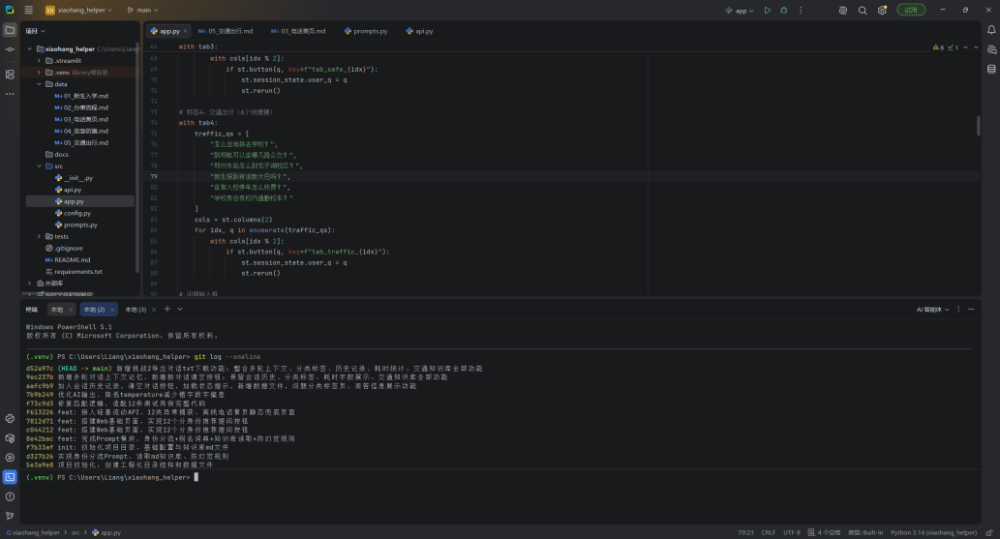 XH xiaohang_helper main
app
试用
项目
xiaohang_helper C:\Users\Liang\
.streamlit
.venv library根目录
data
M↓ 01_新生入学.md
M↓ 02_办事流程.md
M↓ 03_电话黄页.md
M↓ 04_应急防骗.md
M↓ 05_交通出行.md
docs
src
__init__.py
api.py
app.py
config.py
prompts.py
tests
.gitignore
M↓ README.md
requirements.txt
外部库
app.py × M↓ 05_交通出行.md M↓ 03_电话黄页.md prompts.py api.py
8 1
64 with tab3:
68 with cols[idx % 2]:
69 if st.button(q, key=f"tab_safe_{idx}"):
70 st.session_state.user_q = q
71 st.rerun()
72
73 # 标签4：交通出行（6个快捷键）
74 with tab4:
75 traffic_qs = [
76 "怎么坐地铁去学校？",
77 "到郑航可以坐哪几路公交？",
78 "郑州东站怎么到龙子湖校区？",
79 "新生报到有迎新大巴吗？",
80 "自驾入校停车怎么收费？",
81 "学校有没有校内通勤校车？"
82 ]
83 cols = st.columns(2)
84 for idx, q in enumerate(traffic_qs):
85 with cols[idx % 2]:
86 if st.button(q, key=f"tab_traffic_{idx}"):
87 st.session_state.user_q = q
88 st.rerun()
89
90 # 问题输入框
终端 本地 × 本地 (2) × 本地 (3) × + AI 智能体
Windows PowerShell 5.1
版权所有 (C) Microsoft Corporation。保留所有权利。
(.venv) PS C:\Users\Liang\xiaohang_helper> git log --oneline
d52a97c (HEAD -> main) 新增挑战2导出对话txt下载功能；整合多轮上下文、分类标签、历史记录、耗时统计、交通知识库全部功能
9ec237b 新增多轮对话上下文记忆，新增新对话清空按钮；保留会话历史、分类标签、耗时字数展示、交通知识库全部功能
aafc9b9 加入会话历史记录、清空对话按钮、加载状态提示、新增数据文件、问题分类标签页、回答信息展示功能
7b9b249 优化AI输出，降低temperature减少错字数字偏差
f73c9d3 修复匹配逻辑，适配12条测试用例完整代码
f613226 feat: 接入硅基流动API、12类异常捕获、离线电话黄页静态兜底页面
7812d71 feat: 搭建Web基础页面，实现12个分身份推荐提问按钮
c044212 feat: 搭建Web基础页面，实现12个分身份推荐提问按钮
8e42bac feat: 完成Prompt模块、身份分流+别名词典+知识库读取+防幻觉规则
f7b33ef init: 初始化项目目录、基础配置与知识库md文件
d327b26 实现身份分流Prompt、读取md知识库、防幻觉规则
5e3a9e8 项目初始化，创建工程化目录结构和数据文件
(.venv) PS C:\Users\Liang\xiaohang_helper>
xiaohang_helper > src > app.py 79:23 CRLF UTF-8 4 个空格 类型: Built-in Python 3.14 (xiaohang_helper)